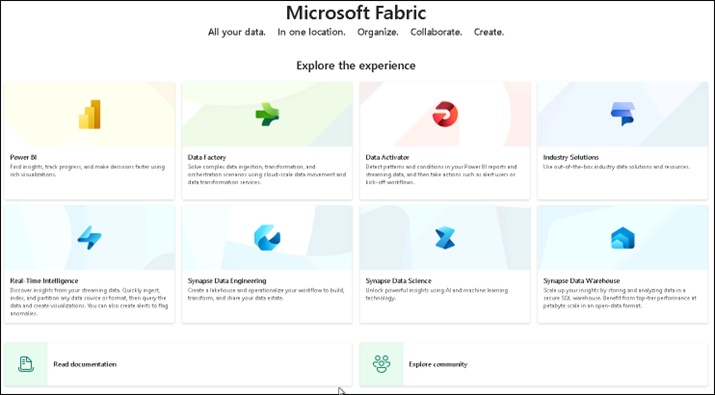 Microsoft Fabric
All your data. In one location. Organize. Collaborate. Create.
Explore the experience
Power BI
Find insights, track progress, and make decisions faster using
rich visualizations.
Data Factory
Solve complex data ingestion, transformation, and
orchestration scenarios using cloud-scale data movement and
data transformation services.
Data Activator
Detect patterns and conditions in your Power BI reports and
streaming data, and then take actions such as alert users or
kick-off workflows.
Industry Solutions
Use out-of-the-box industry data solutions and resources.
Real-Time Intelligence
Discover insights from your streaming data. Quickly ingest,
index, and partition any data source or format, then query the
data and create visualizations. You can also create alerts to flag
anomalies.
Synapse Data Engineering
Create a lakehouse and operationalize your workflow to build,
transform, and share your data estate.
Synapse Data Science
Unlock powerful insights using AI and machine learning
technology.
Synapse Data Warehouse
Scale up your insights by storing and analyzing data in a
secure SQL warehouse. Benefit from top-tier performance at
petabyte scale in an open-data format.
Read documentation
Explore community